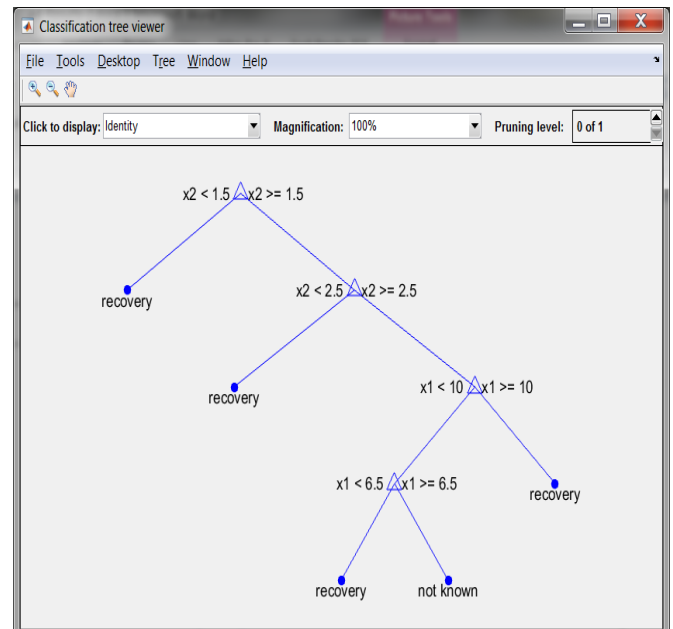 Classification tree viewer
File Tools Desktop Tree Window Help
Click to display: Identity Magnification: 100% Pruning level: 0 of 1
x2 < 1.5 x2 >= 1.5
recovery
x2 < 2.5 x2 >= 2.5
recovery
x1 < 10 x1 >= 10
x1 < 6.5 x1 >= 6.5
recovery
recovery not known